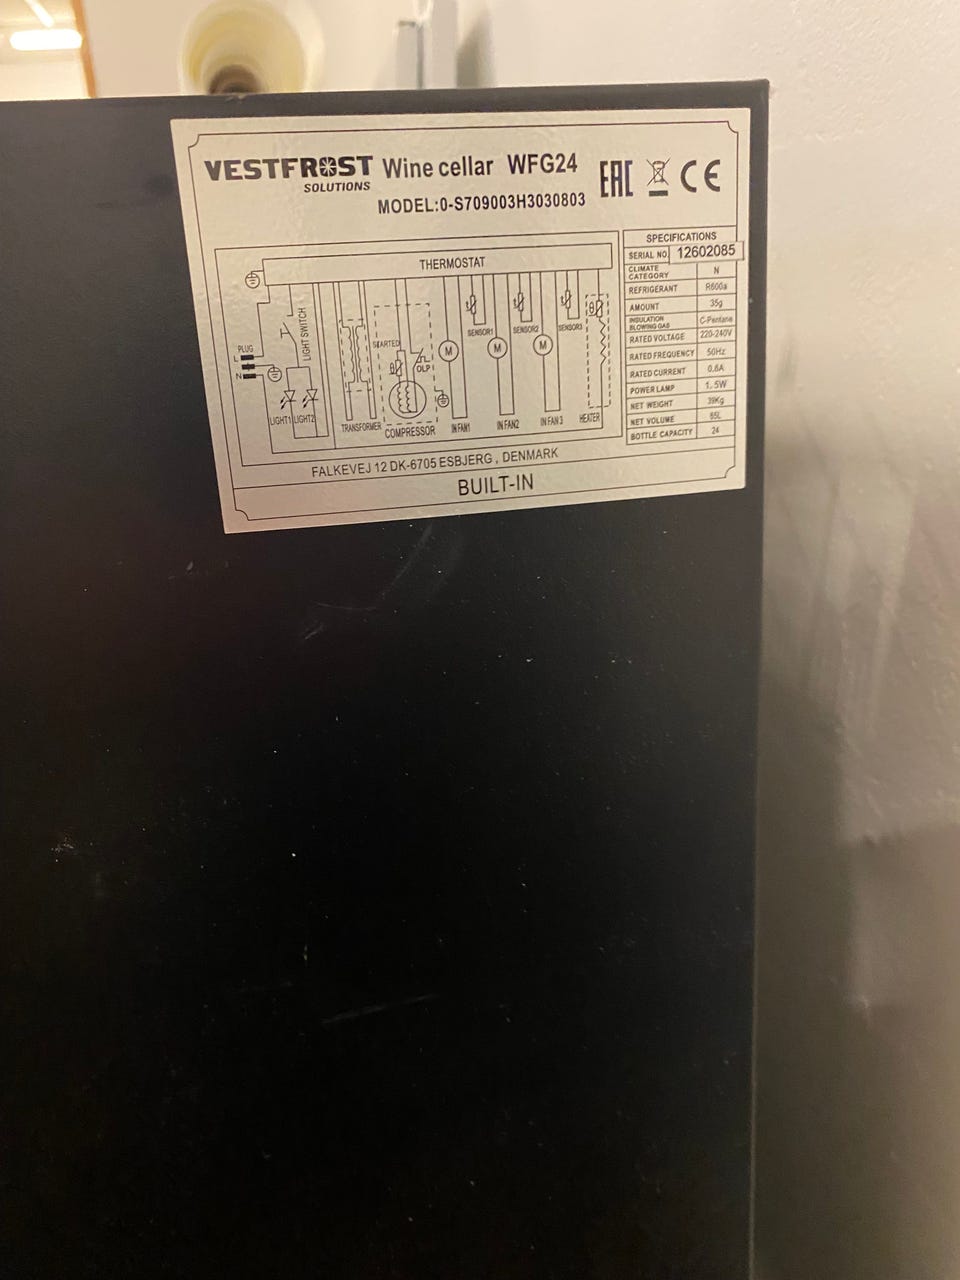 VESTFROST
SOLUTIONS
Wine cellar WFG24
MODEL:0-S709003H3030803
EAC CE
THERMOSTAT
LIGHT SWITCH
PLUG
L
N
LIGHT1 LIGHT2
TRANSFORMER
STARTED
OLP
COMPRESSOR
SENSOR1
SENSOR2
SENSOR3
M
M
M
IN FAN1
IN FAN2
IN FAN 3
HEATER
SPECIFICATIONS
SERIAL NO. 12602085
CLIMATE CATEGORY N
REFRIGERANT R600a
AMOUNT 35g
INSULATION BLOWING GAS C-Pentane
RATED VOLTAGE 220-240V
RATED FREQUENCY 50Hz
RATED CURRENT 0.8A
POWER LAMP 1.5W
NET WEIGHT 39Kg
NET VOLUME 65L
BOTTLE CAPACITY 24
FALKEVEJ 12 DK-6705 ESBJERG, DENMARK
BUILT-IN